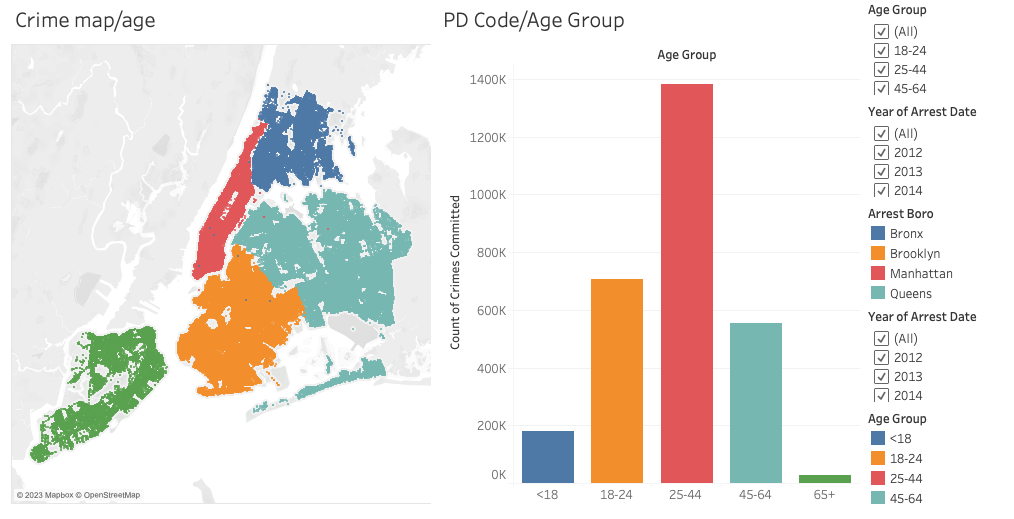 Crime map/age
© 2023 Mapbox © OpenStreetMap
PD Code/Age Group
Age Group
Count of Crimes Committed
1400K
1200K
1000K
800K
600K
400K
200K
0K
<18
18-24
25-44
45-64
65+
Age Group
(All)
18-24
25-44
45-64
Year of Arrest Date
(All)
2012
2013
2014
Arrest Boro
Bronx
Brooklyn
Manhattan
Queens
Year of Arrest Date
(All)
2012
2013
2014
Age Group
<18
18-24
25-44
45-64